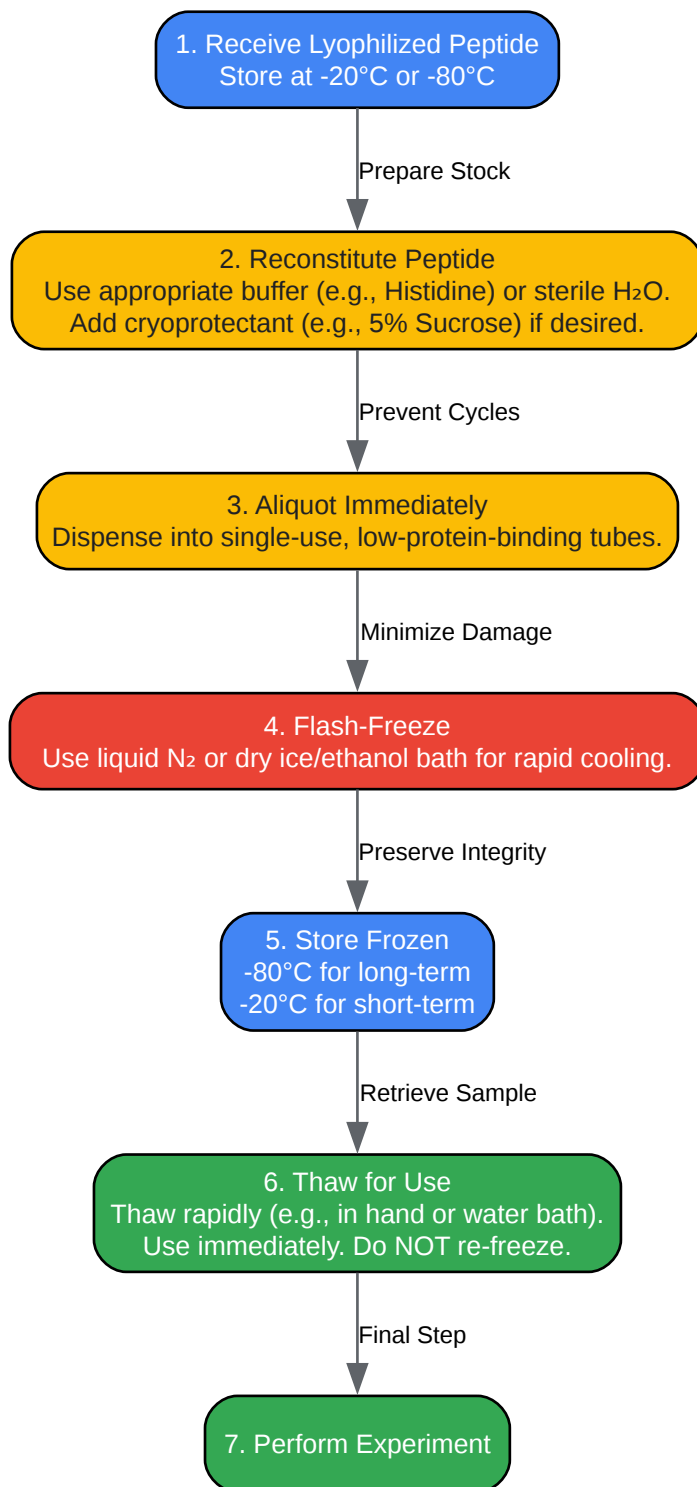 1. Receive Lyophilized Peptide
Store at -20°C or -80°C
Prepare Stock
2. Reconstitute Peptide
Use appropriate buffer (e.g., Histidine) or sterile H₂O.
Add cryoprotectant (e.g., 5% Sucrose) if desired.
Prevent Cycles
3. Aliquot Immediately
Dispense into single-use, low-protein-binding tubes.
Minimize Damage
4. Flash-Freeze
Use liquid N₂ or dry ice/ethanol bath for rapid cooling.
Preserve Integrity
5. Store Frozen
-80°C for long-term
-20°C for short-term
Retrieve Sample
6. Thaw for Use
Thaw rapidly (e.g., in hand or water bath).
Use immediately. Do NOT re-freeze.
Final Step
7. Perform Experiment